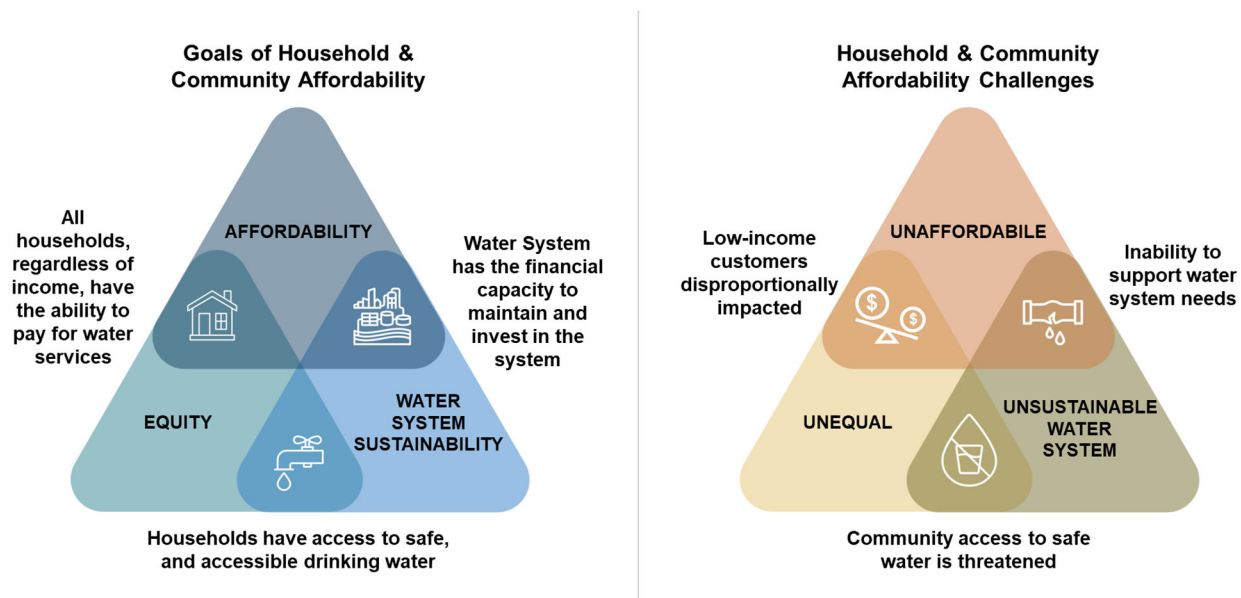 Goals of Household &
Community Affordability
All
households,
regardless of
income, have
the ability to
pay for water
services
AFFORDABILITY
Water System
has the financial
capacity to
maintain and
invest in the
system
EQUITY
WATER
SYSTEM
SUSTAINABILITY
Households have access to safe,
and accessible drinking water
Household & Community
Affordability Challenges
Low-income
customers
disproportionally
impacted
UNAFFORDABILE
Inability to
support water
system needs
$
$
UNEQUAL
UNSUSTAINABLE
WATER
SYSTEM
Community access to safe
water is threatened